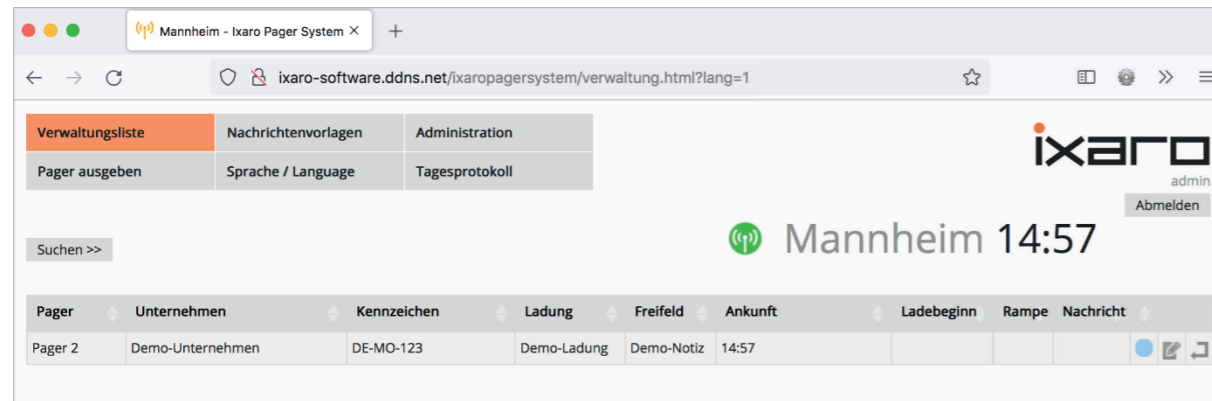 Mannheim - Ixaro Pager System
ixaro-software.ddns.net/ixaropagersystem/verwaltung.html?lang=1
Verwaltungsliste Nachrichtenvorlagen Administration
Pager ausgeben Sprache / Language Tagesprotokoll
ixaro
admin
Abmelden
Suchen >>
Mannheim 14:57
Pager Unternehmen Kennzeichen Ladung Freifeld Ankunft Ladebeginn Rampe Nachricht
Pager 2 Demo-Unternehmen DE-MO-123 Demo-Ladung Demo-Notiz 14:57